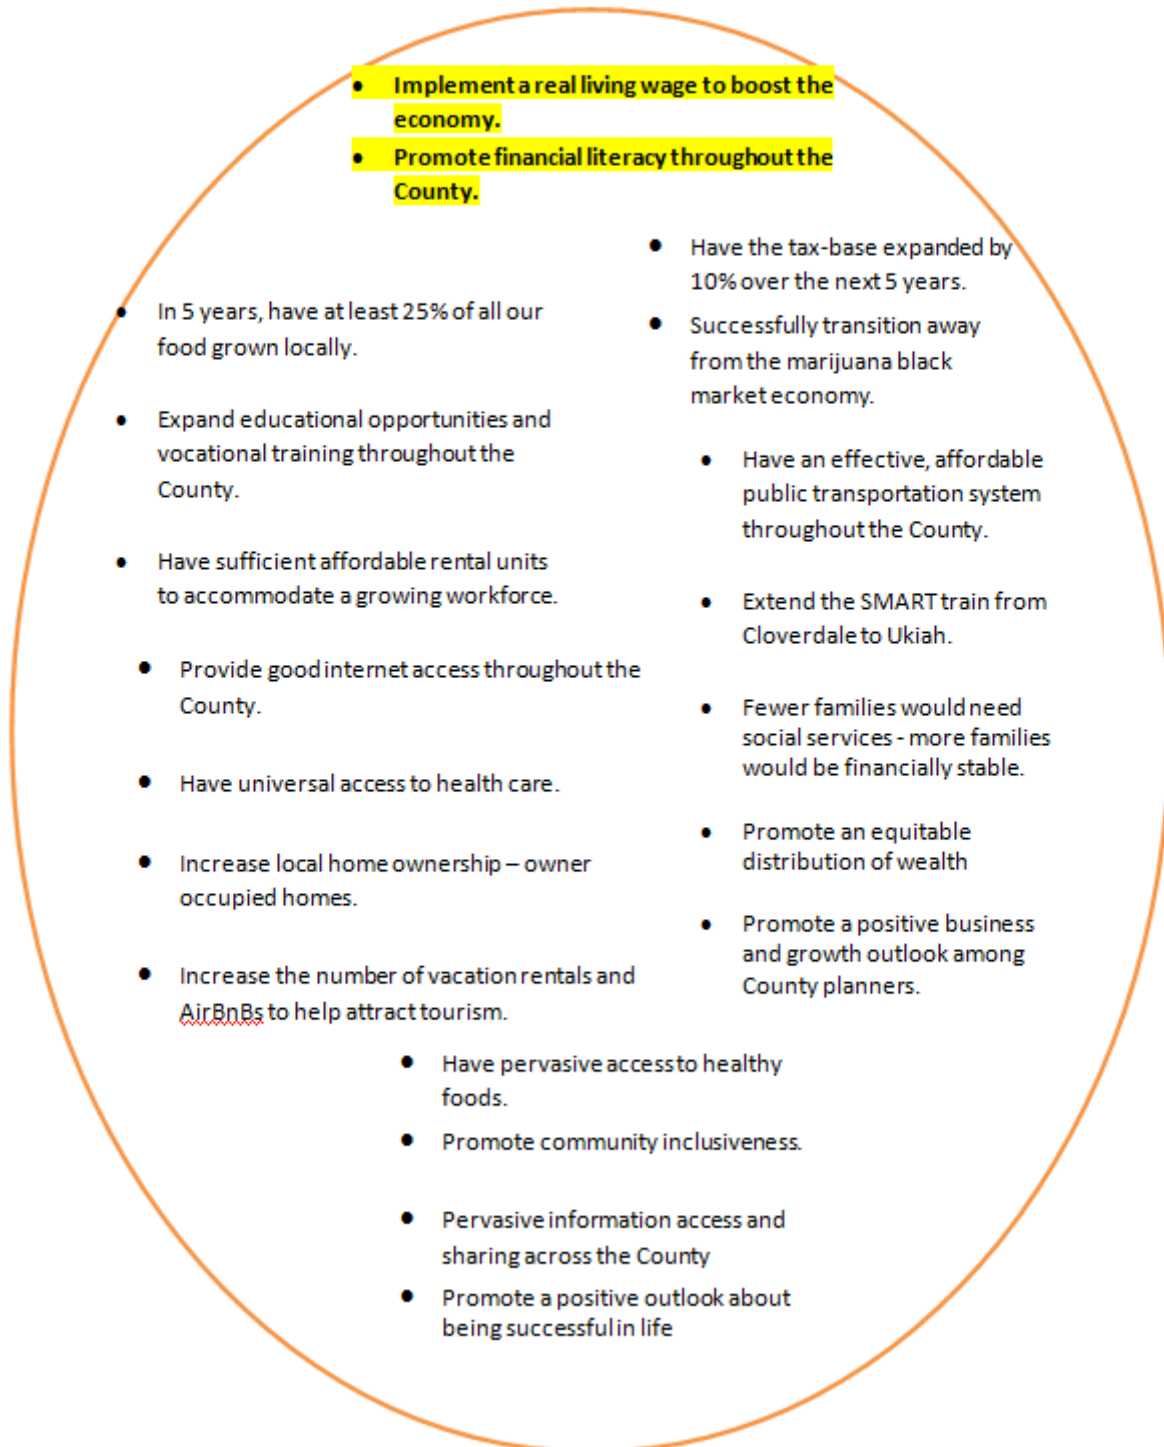 • Implement a real living wage to boost the
economy.
• Promote financial literacy throughout the
County.
• In 5 years, have at least 25% of all our
food grown locally.
• Expand educational opportunities and
vocational training throughout the
County.
• Have sufficient affordable rental units
to accommodate a growing workforce.
• Provide good internet access throughout the
County.
• Have universal access to health care.
• Increase local home ownership – owner
occupied homes.
• Increase the number of vacation rentals and
AirBnBs to help attract tourism.
• Have the tax-base expanded by
10% over the next 5 years.
• Successfully transition away
from the marijuana black
market economy.
• Have an effective, affordable
public transportation system
throughout the County.
• Extend the SMART train from
Cloverdale to Ukiah.
• Fewer families would need
social services - more families
would be financially stable.
• Promote an equitable
distribution of wealth
• Promote a positive business
and growth outlook among
County planners.
• Have pervasive access to healthy
foods.
• Promote community inclusiveness.
• Pervasive information access and
sharing across the County
• Promote a positive outlook about
being successful in life